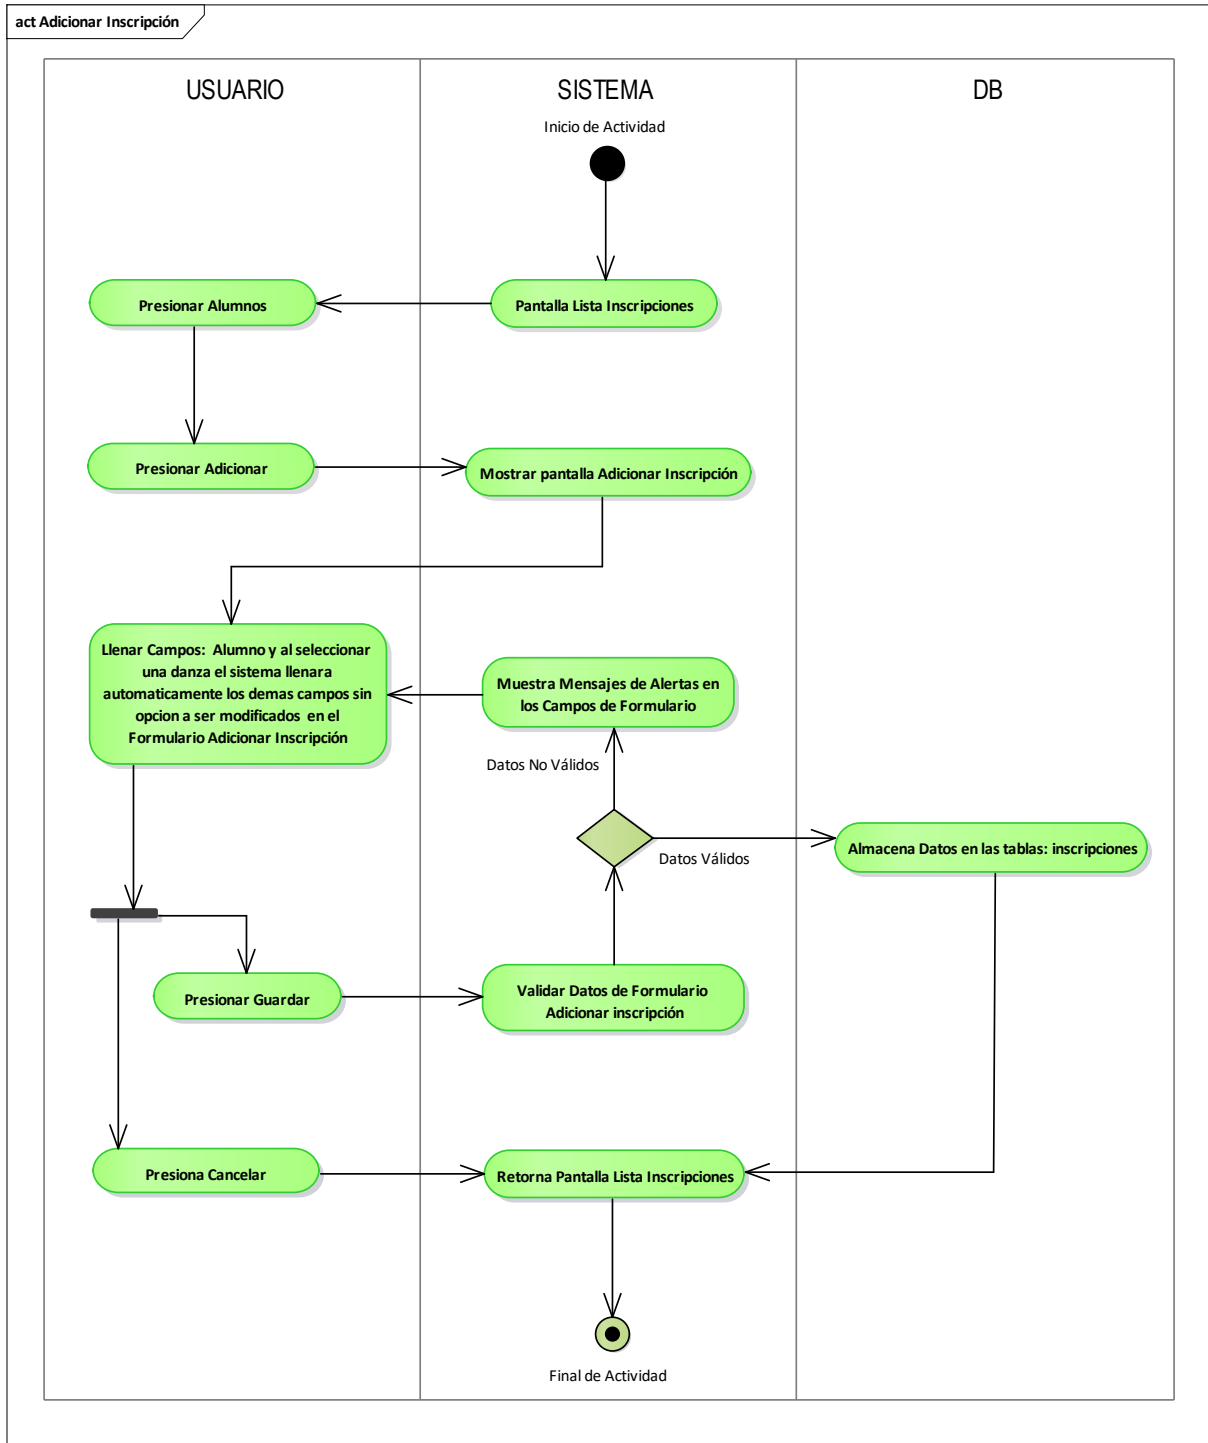 act Adicionar Inscripción
USUARIO
SISTEMA
DB
Inicio de Actividad
Presionar Alumnos
Pantalla Lista Inscripciones
Presionar Adicionar
Mostrar pantalla Adicionar Inscripción
Llenar Campos:  Alumno y al seleccionar
una danza el sistema llenara
automaticamente los demas campos sin
opcion a ser modificados  en el
Formulario Adicionar Inscripción
Muestra Mensajes de Alertas en
los Campos de Formulario
Datos No Válidos
Datos Válidos
Almacena Datos en las tablas: inscripciones
Presionar Guardar
Validar Datos de Formulario
Adicionar inscripción
Presiona Cancelar
Retorna Pantalla Lista Inscripciones
Final de Actividad